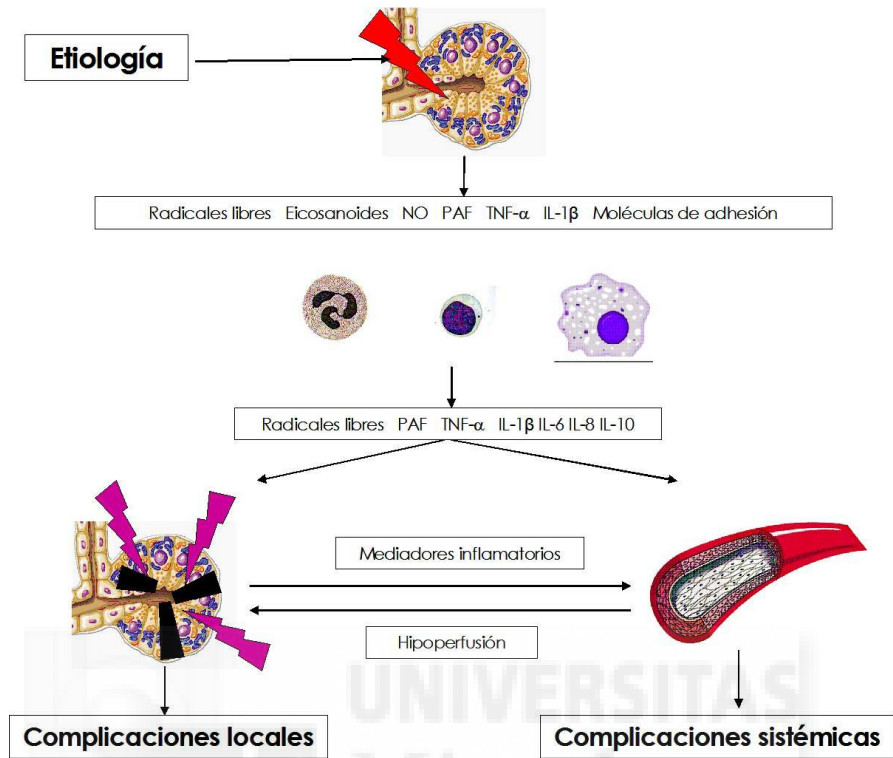 Etiología
Radicales libres Eicosanoides NO PAF TNF-α IL-1β Moléculas de adhesión
Radicales libres PAF TNF-α IL-1β IL-6 IL-8 IL-10
Mediadores inflamatorios
Hipoperfusión
UNIVERSITAS
Complicaciones locales
Complicaciones sistémicas